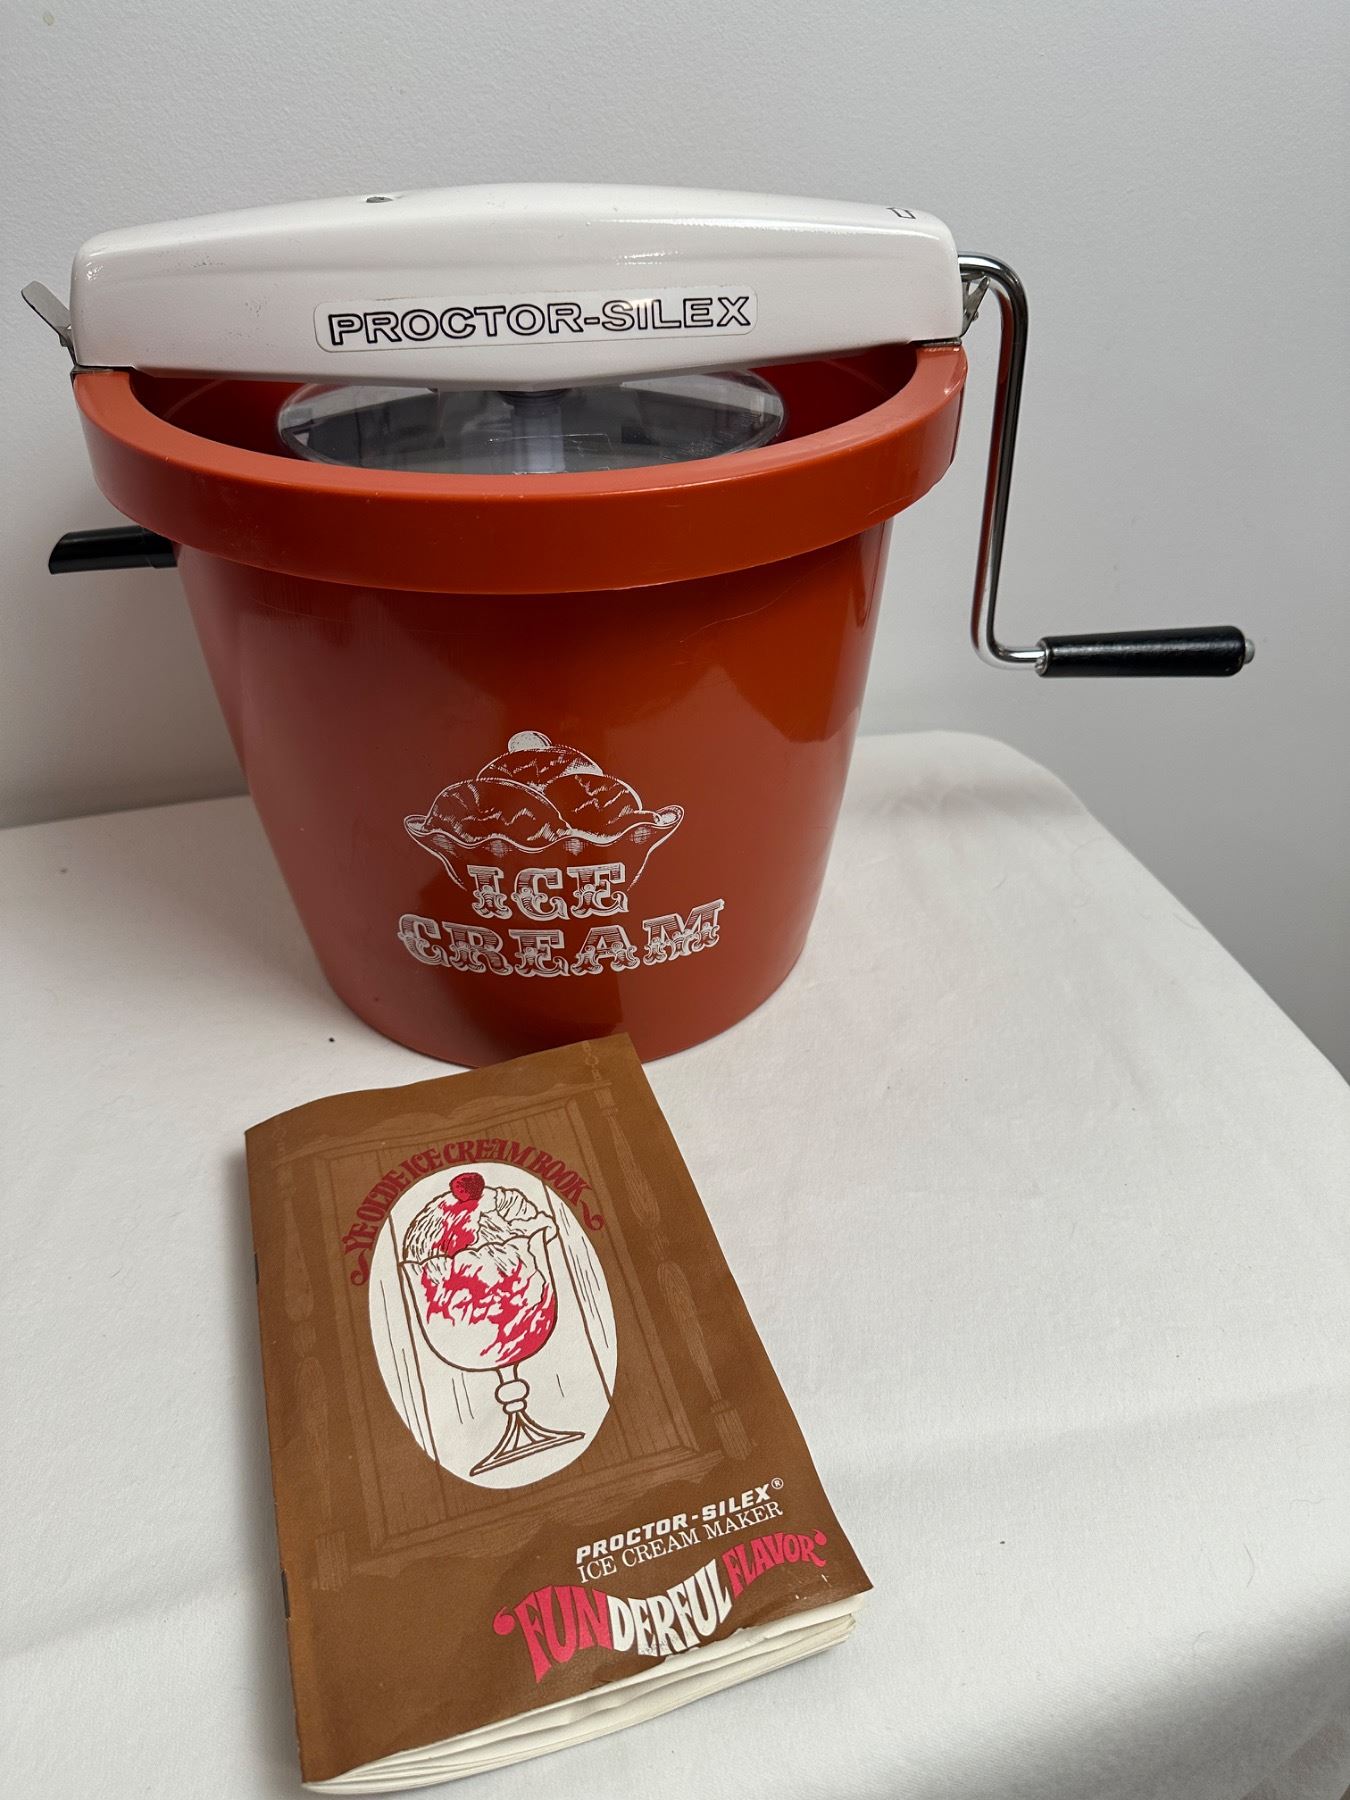 PROCTOR-SILEX
ICE
CREAM
YE OLDE ICE CREAM BOOK
PROCTOR-SILEX®
ICE CREAM MAKER
"FUNDERFUL FLAVOR"